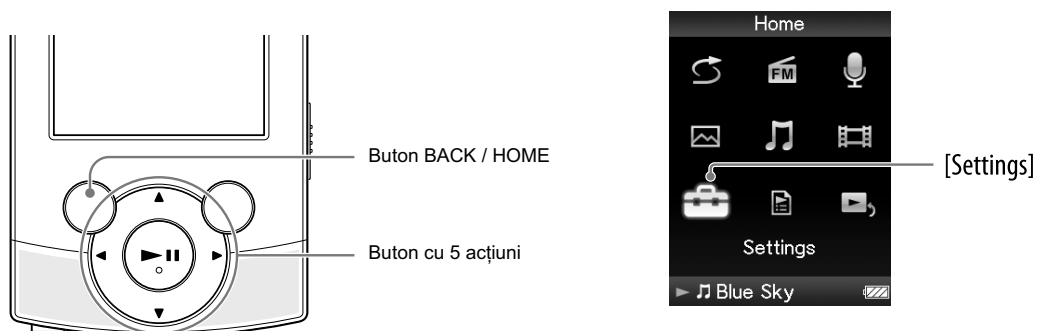 Home
FM
Buton BACK / HOME
[Settings]
Buton cu 5 acțiuni
Settings
Blue Sky